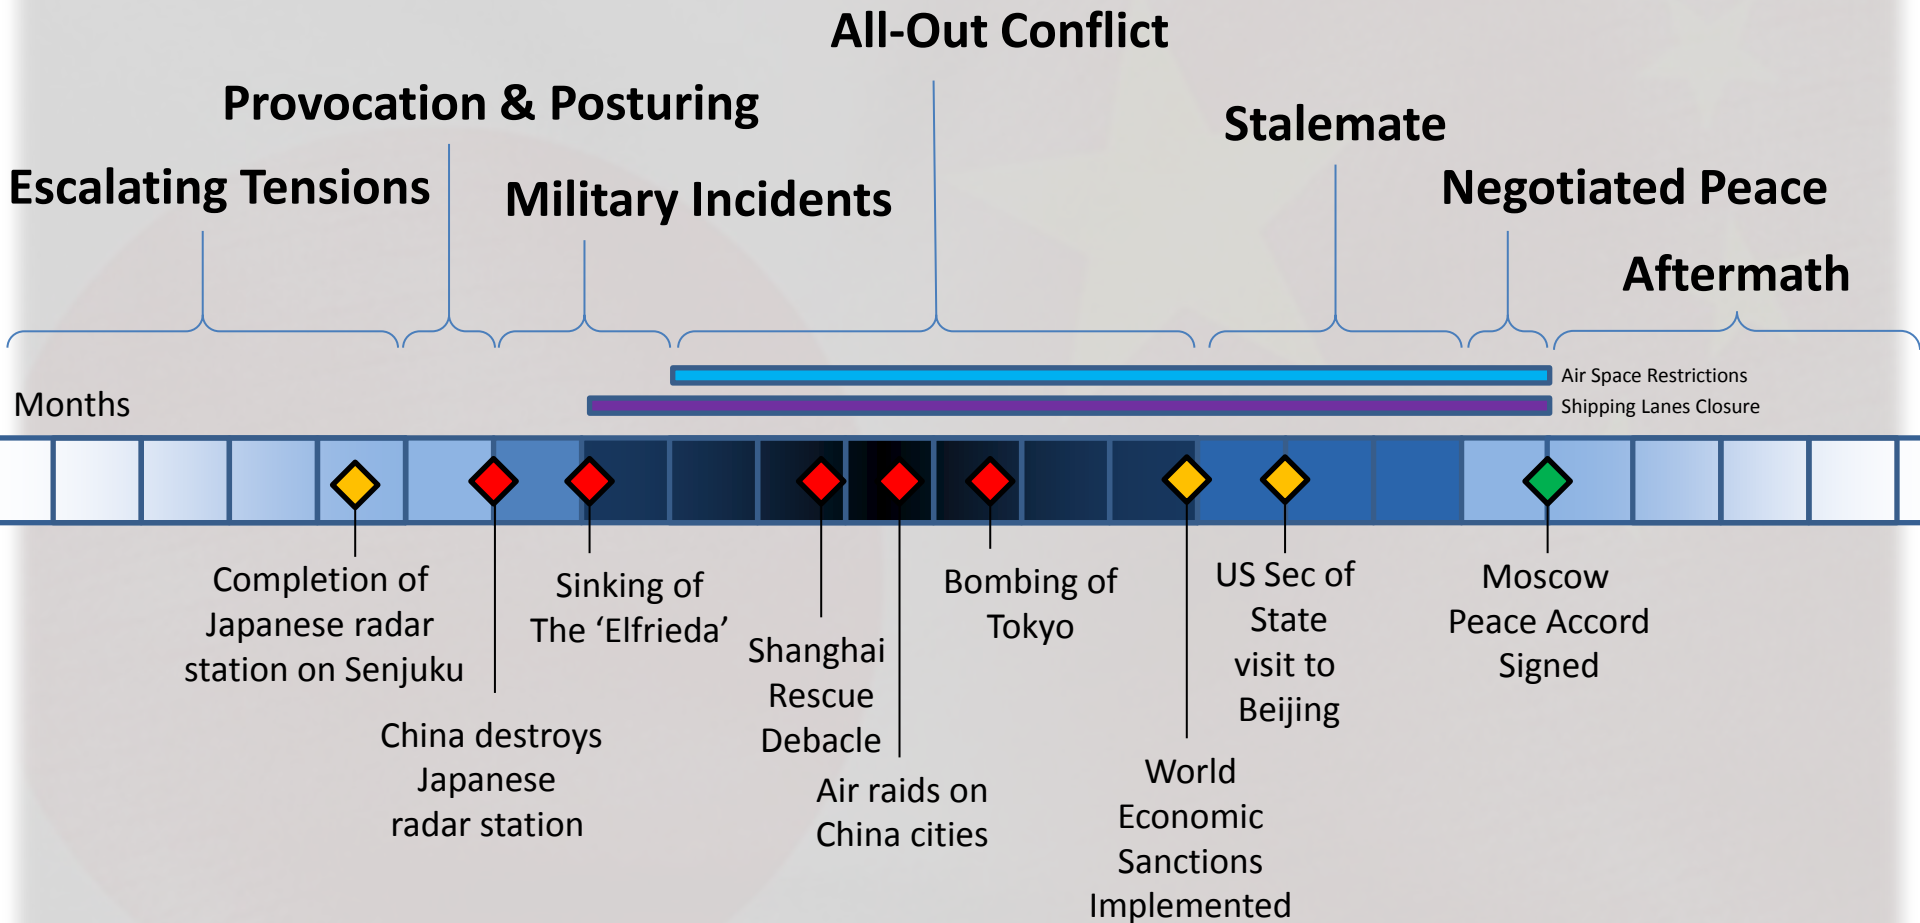 All-Out Conflict
Provocation & Posturing
Stalemate
Escalating Tensions
Military Incidents
Negotiated Peace
Aftermath
Air Space Restrictions
Months
Shipping Lanes Closure
Completion of
Japanese radar
station on Senjuku
China destroys
Japanese
radar station
Sinking of
The ‘Elfrieda’
Shanghai
Rescue
Debacle
Air raids on
China cities
Bombing of
Tokyo
World
Economic
Sanctions
Implemented
US Sec of
State
visit to
Beijing
Moscow
Peace Accord
Signed